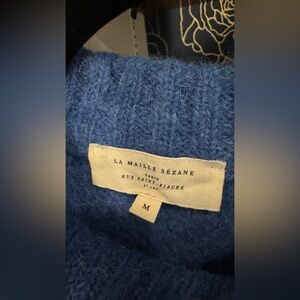 LA MAILLE SÉZANE
PARIS
RUE SAINT-FIACRE
M